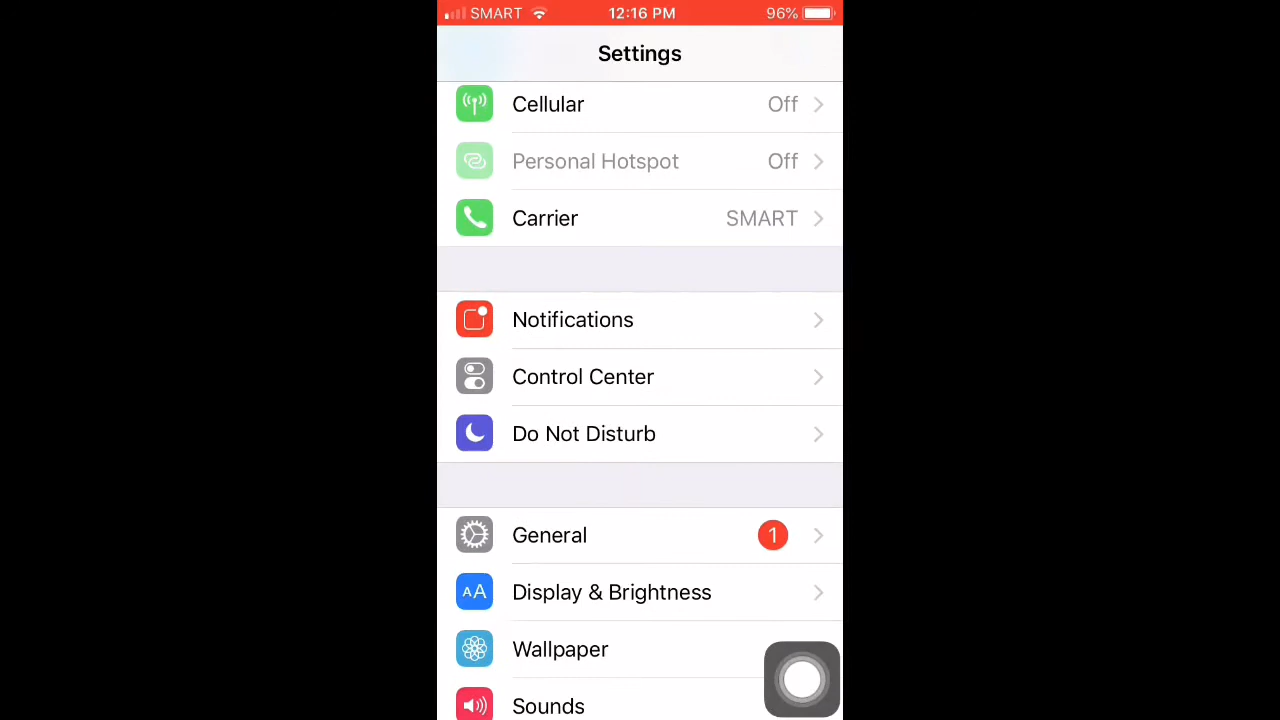 SMART 12:16 PM 96%
Settings
Cellular Off
Personal Hotspot Off
Carrier SMART
Notifications
Control Center
Do Not Disturb
General 1
AA Display & Brightness
Wallpaper
Sounds